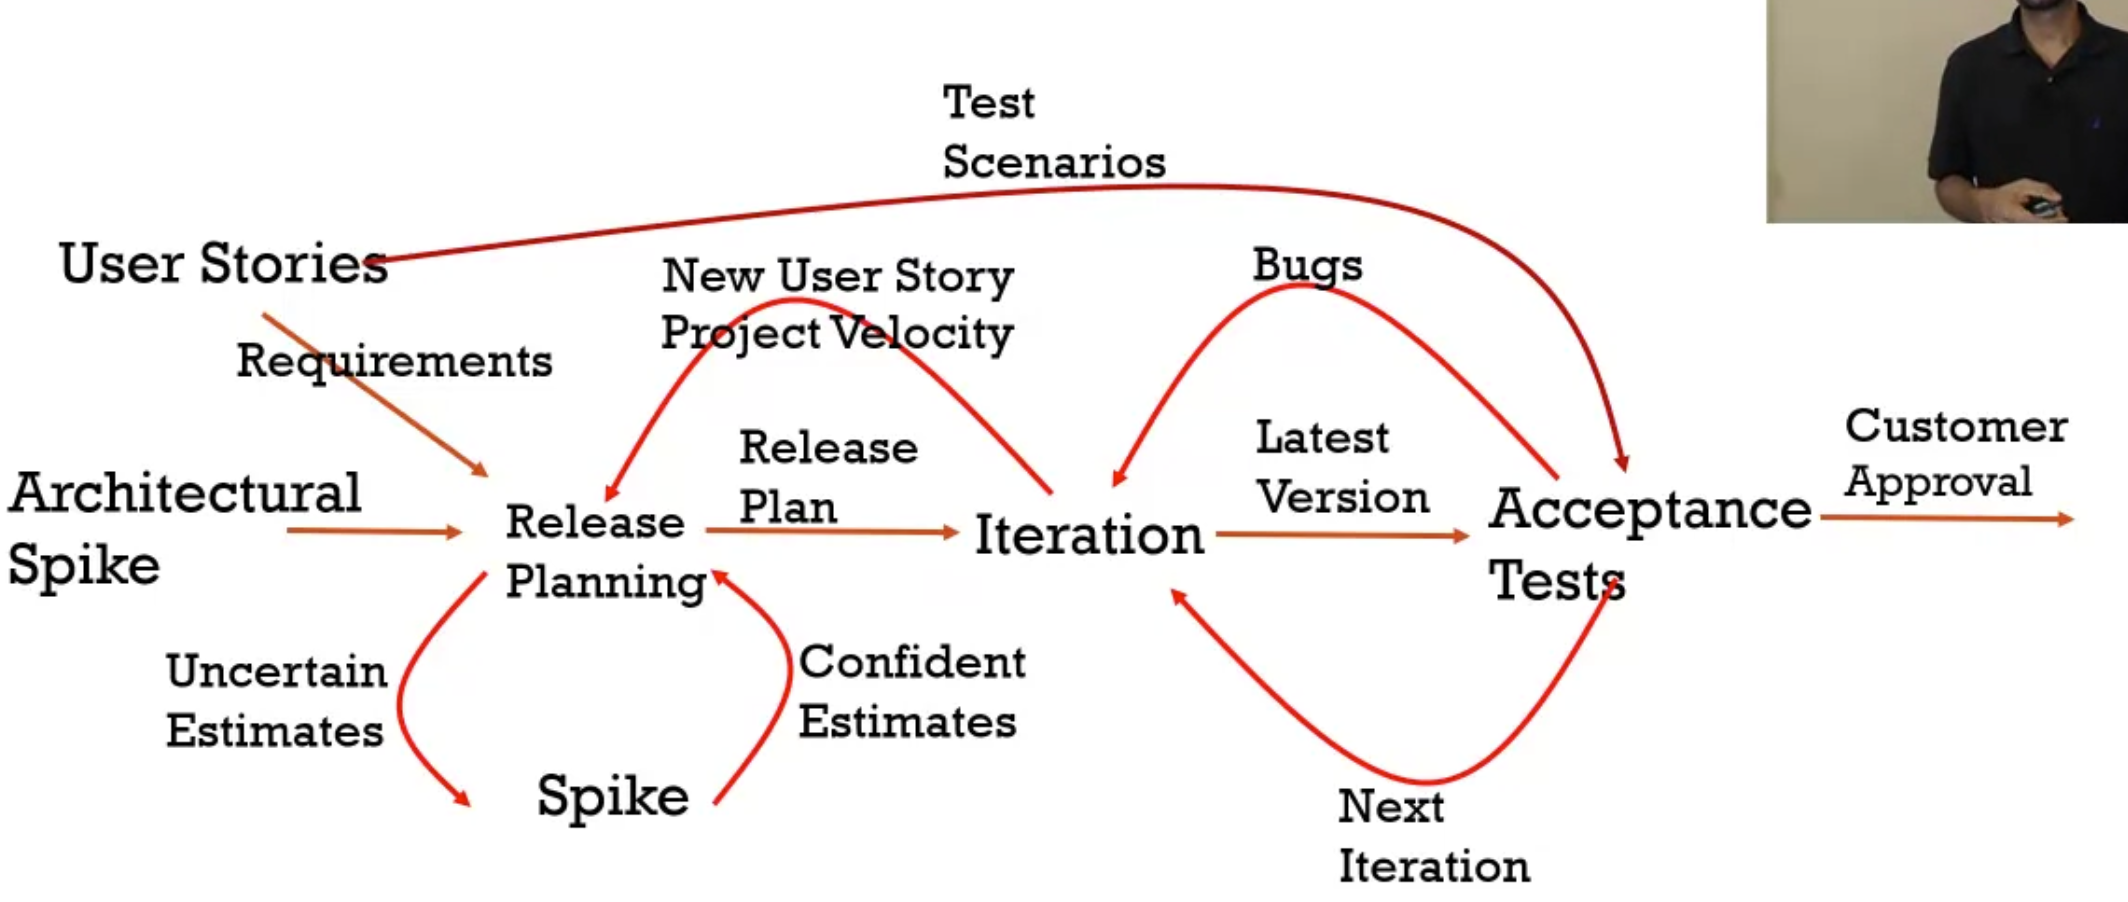 Test
Scenarios
User Stories
New User Story
Project Velocity
Bugs
Requirements
Release
Plan
Latest
Version
Customer
Approval
Architectural
Spike
Release
Planning
Iteration
Acceptance
Tests
Uncertain
Estimates
Confident
Estimates
Spike
Next
Iteration